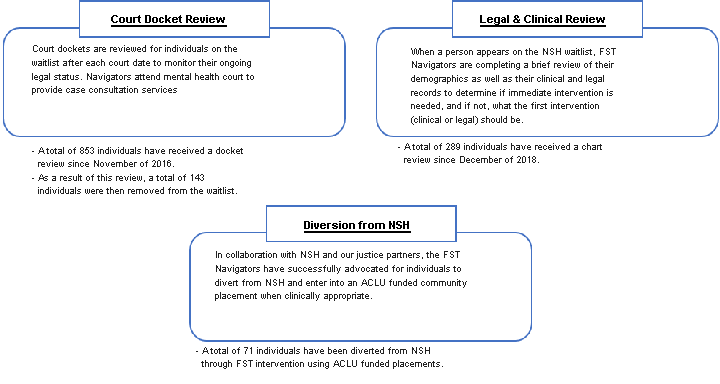 Court Docket Review
Court dockets are reviewed for individuals on the
waitlist after each court date to monitor their ongoing
legal status. Navigators attend mental health court to
provide case consultation services
- A total of 853 individuals have received a docket
review since November of 2016.
- As a result of this review, a total of 143
individuals were then removed from the waitlist.
Legal & Clinical Review
When a person appears on the NSH waitlist, FST
Navigators are completing a brief review of their
demographics as well as their clinical and legal
records to determine if immediate intervention is
needed, and if not, what the first intervention
(clinical or legal) should be.
- A total of 289 individuals have received a chart
review since December of 2018.
Diversion from NSH
In collaboration with NSH and our justice partners, the FST
Navigators have successfully advocated for individuals to
divert from NSH and enter into an ACLU funded community
placement when clinically appropriate.
- A total of 71 individuals have been diverted from NSH
through FST intervention using ACLU funded placements.